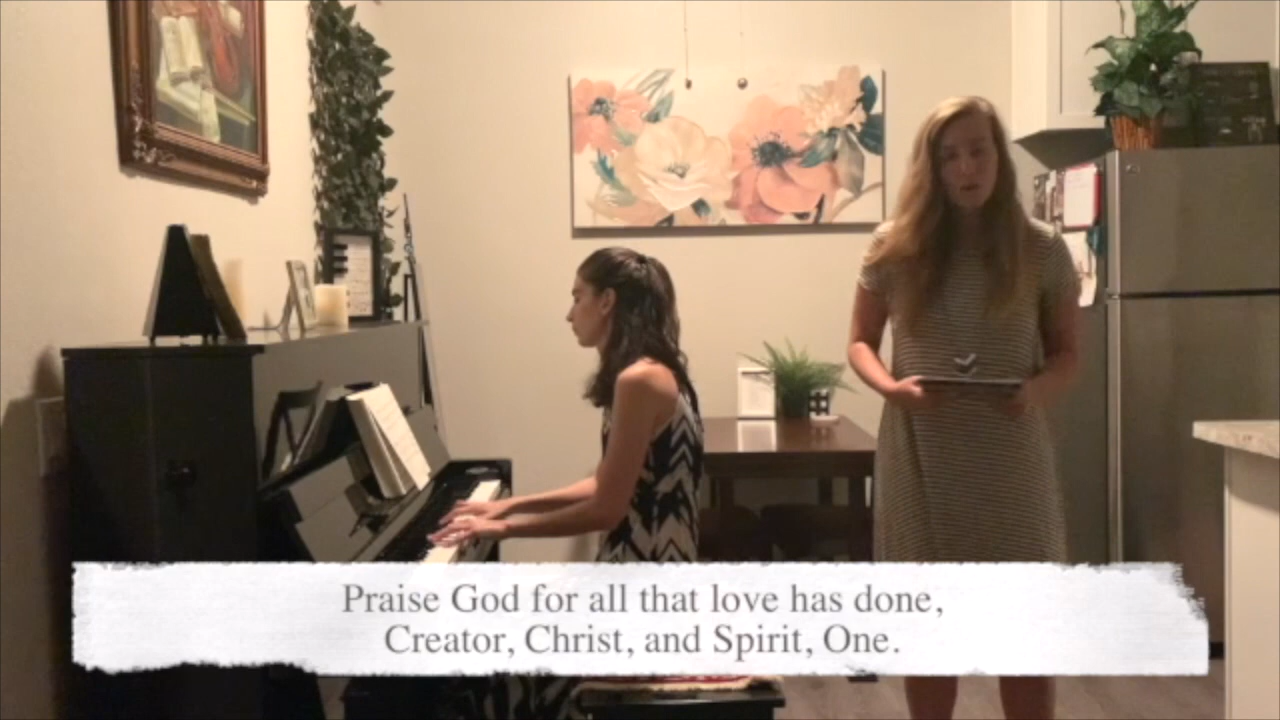 Praise God for all that love has done,
Creator, Christ, and Spirit, One.